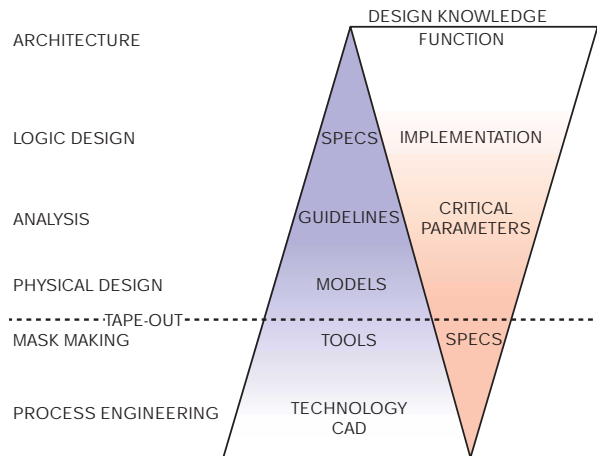 DESIGN KNOWLEDGE
ARCHITECTURE
FUNCTION
LOGIC DESIGN
SPECS
IMPLEMENTATION
ANALYSIS
GUIDELINES
CRITICAL
PARAMETERS
PHYSICAL DESIGN
MODELS
TAPE-OUT
MASK MAKING
TOOLS
SPECS
PROCESS ENGINEERING
TECHNOLOGY
CAD